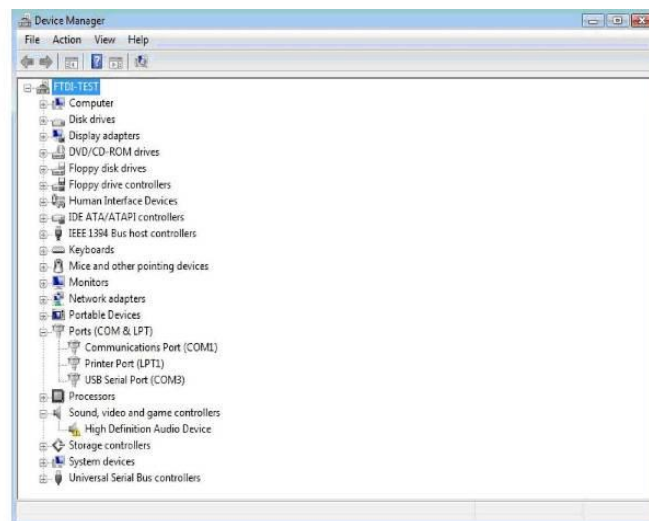 Device Manager
File Action View Help
FTDI-TEST
Computer
Disk drives
Display adapters
DVD/CD-ROM drives
Floppy disk drives
Floppy drive controllers
Human Interface Devices
IDE ATA/ATAPI controllers
IEEE 1394 Bus host controllers
Keyboards
Mice and other pointing devices
Monitors
Network adapters
Portable Devices
Ports (COM & LPT)
Communications Port (COM1)
Printer Port (LPT1)
USB Serial Port (COM3)
Processors
Sound, video and game controllers
High Definition Audio Device
Storage controllers
System devices
Universal Serial Bus controllers